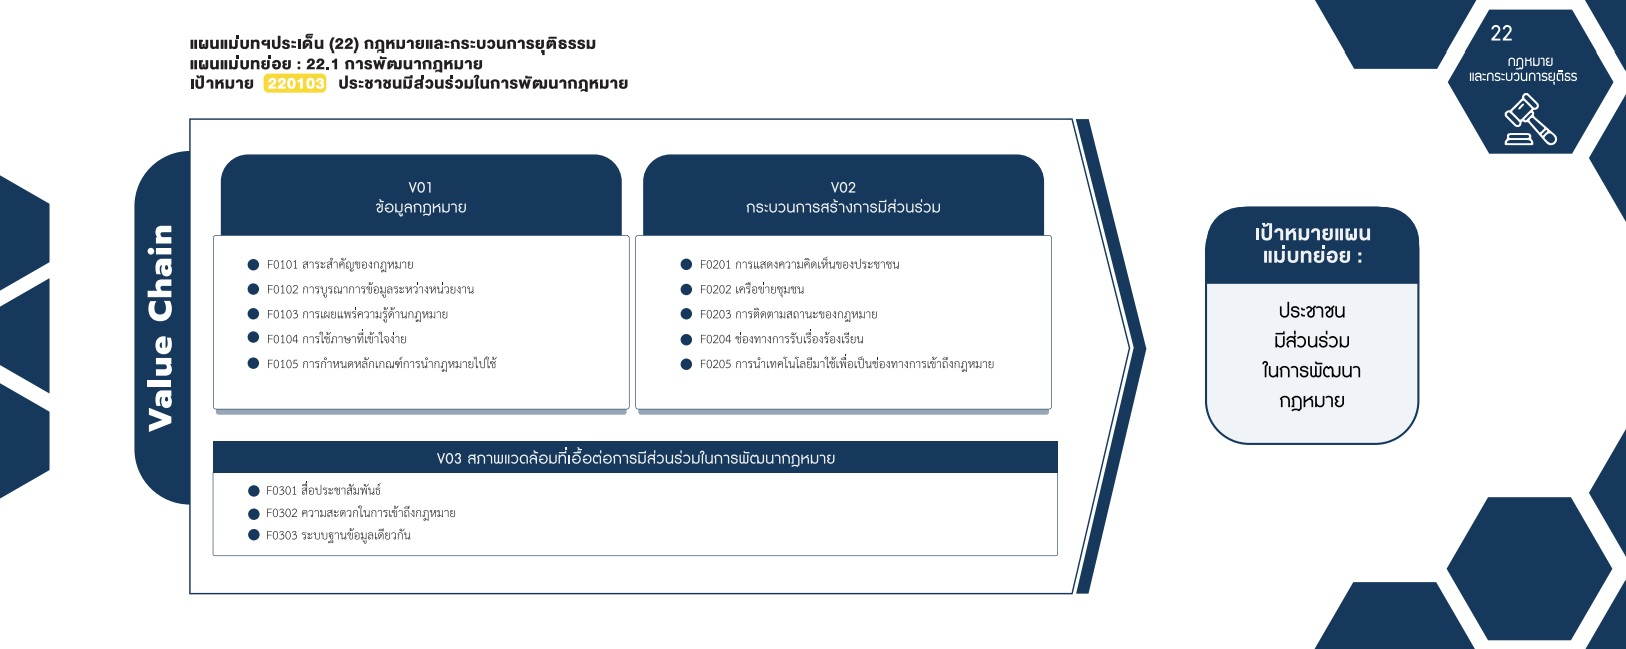 แผนแม่บทฯประเด็น (22) กฎหมายและกระบวนการยุติธรรม
แผนแม่บทย่อย : 22.1 การพัฒนากฎหมาย
เป้าหมาย 220103 ประชาชนมีส่วนร่วมในการพัฒนากฎหมาย
22
กฎหมาย
และกระบวนการยุติธร
Value Chain
V01
ข้อมูลกฎหมาย
F0101 สาระสำคัญของกฎหมาย
F0102 การบูรณาการข้อมูลระหว่างหน่วยงาน
F0103 การเผยแพร่ความรู้ด้านกฎหมาย
F0104 การใช้ภาษาที่เข้าใจง่าย
F0105 การกำหนดหลักเกณฑ์การนำกฎหมายไปใช้
V02
กระบวนการสร้างการมีส่วนร่วม
F0201 การแสดงความคิดเห็นของประชาชน
F0202 เครือข่ายชุมชน
F0203 การติดตามสถานะของกฎหมาย
F0204 ช่องทางการรับเรื่องร้องเรียน
F0205 การนำเทคโนโลยีมาใช้เพื่อเป็นช่องทางการเข้าถึงกฎหมาย
V03 สภาพแวดล้อมที่เอื้อต่อการมีส่วนร่วมในการพัฒนากฎหมาย
F0301 สื่อประชาสัมพันธ์
F0302 ความสะดวกในการเข้าถึงกฎหมาย
F0303 ระบบฐานข้อมูลเดียวกัน
เป้าหมายแผน
แม่บทย่อย :
ประชาชน
มีส่วนร่วม
ในการพัฒนา
กฎหมาย